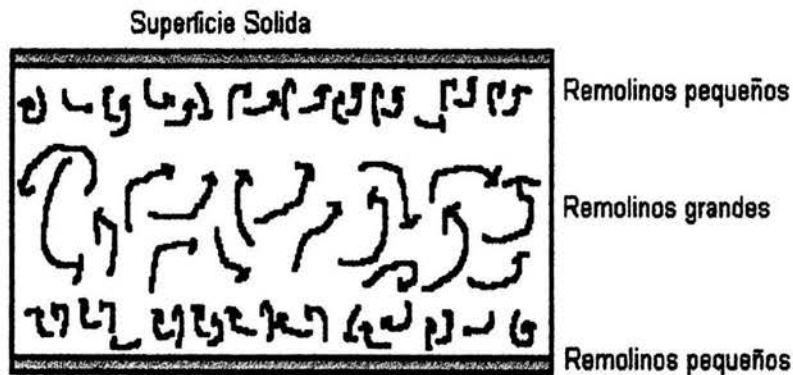 Superficie Solida
Remolinos pequeños
Remolinos grandes
Remolinos pequeños